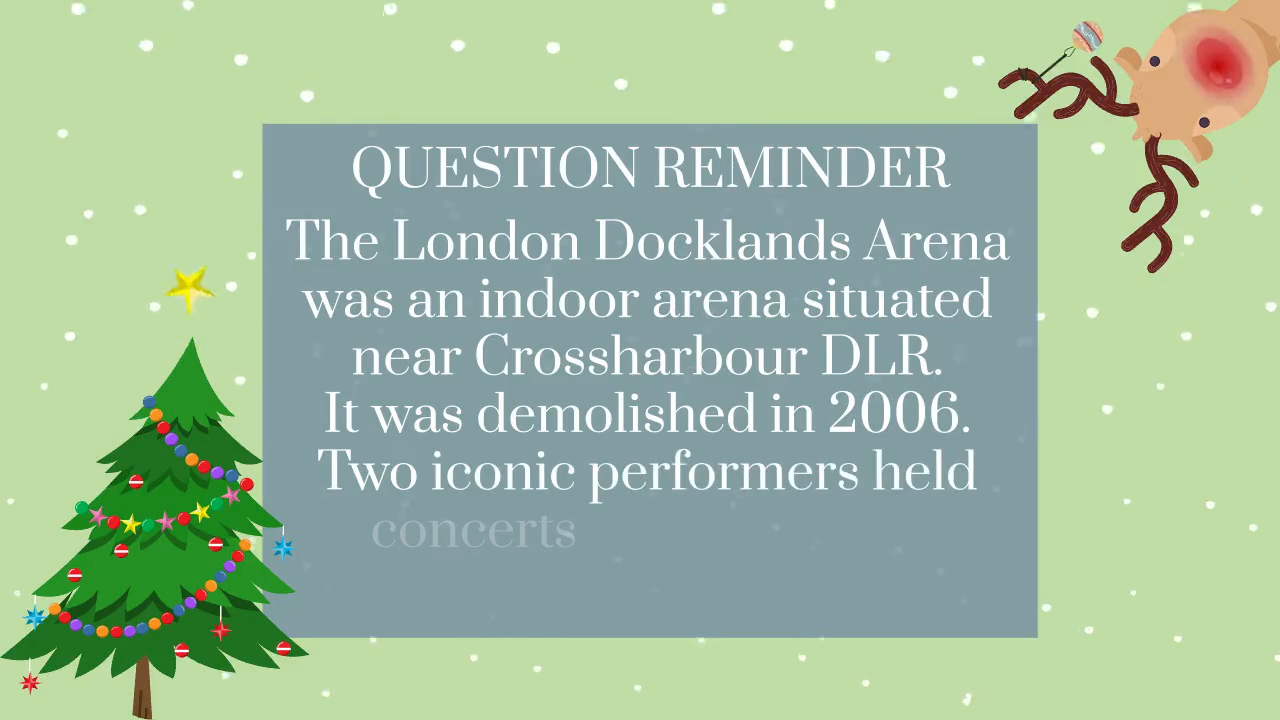 QUESTION REMINDER
The London Docklands Arena
was an indoor arena situated
near Crossharbour DLR.
It was demolished in 2006.
Two iconic performers held
concerts